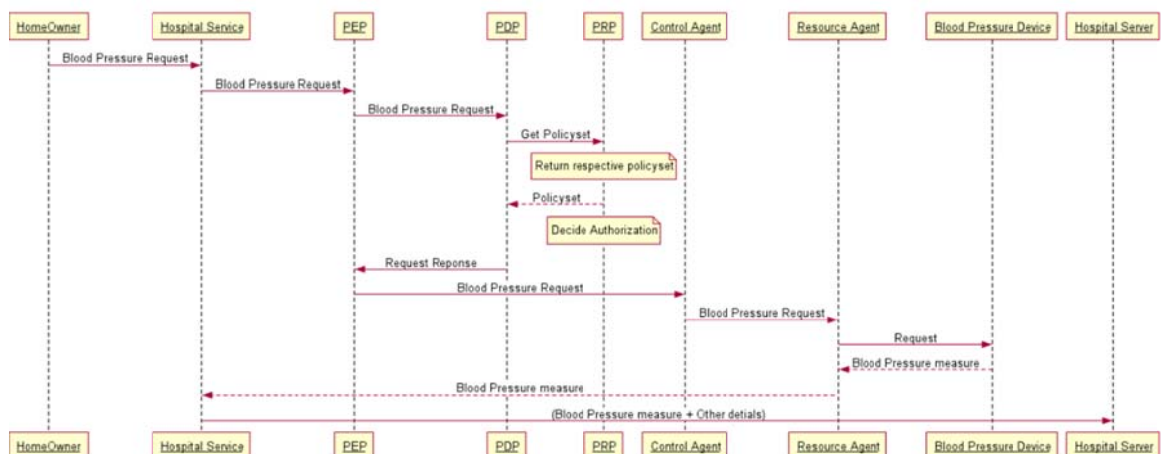 HomeOwner Hospital Service PEP PDP PRP Control Agent Resource Agent Blood Pressure Device Hospital Server
Blood Pressure Request
Blood Pressure Request
Blood Pressure Request
Get Policyset
Return respective policyset
Policyset
Decide Authorization
Request Reponse
Blood Pressure Request
Blood Pressure Request
Request
Blood Pressure measure
Blood Pressure measure
(Blood Pressure measure + Other detials)
HomeOwner Hospital Service PEP PDP PRP Control Agent Resource Agent Blood Pressure Device Hospital Server